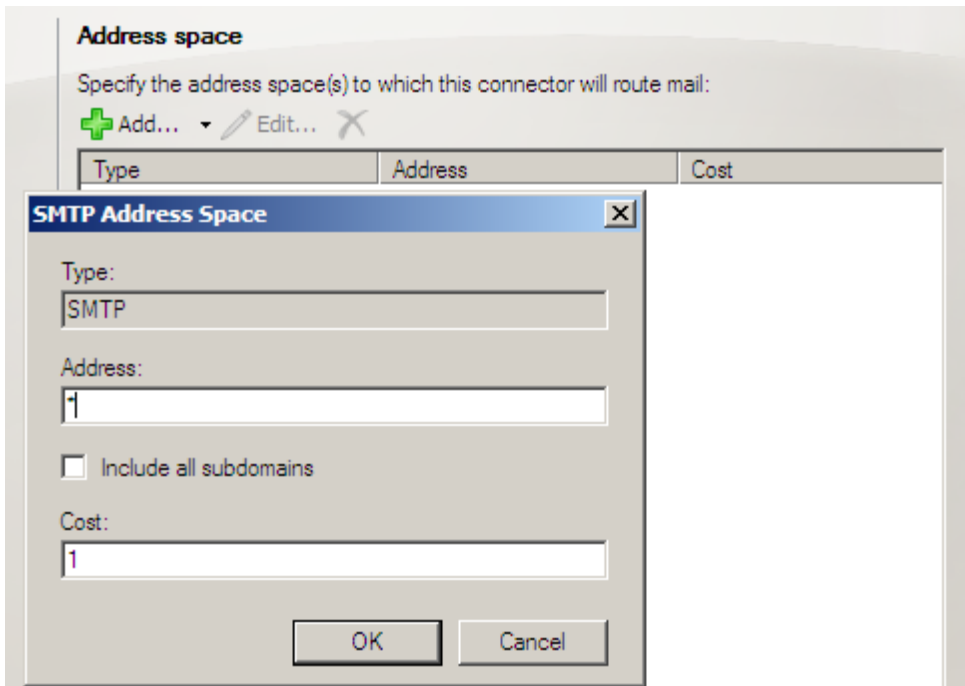 Address space
Specify the address space(s) to which this connector will route mail:
Add... Edit...
Type Address Cost
SMTP Address Space
Type:
SMTP
Address:
*
Include all subdomains
Cost:
1
OK Cancel